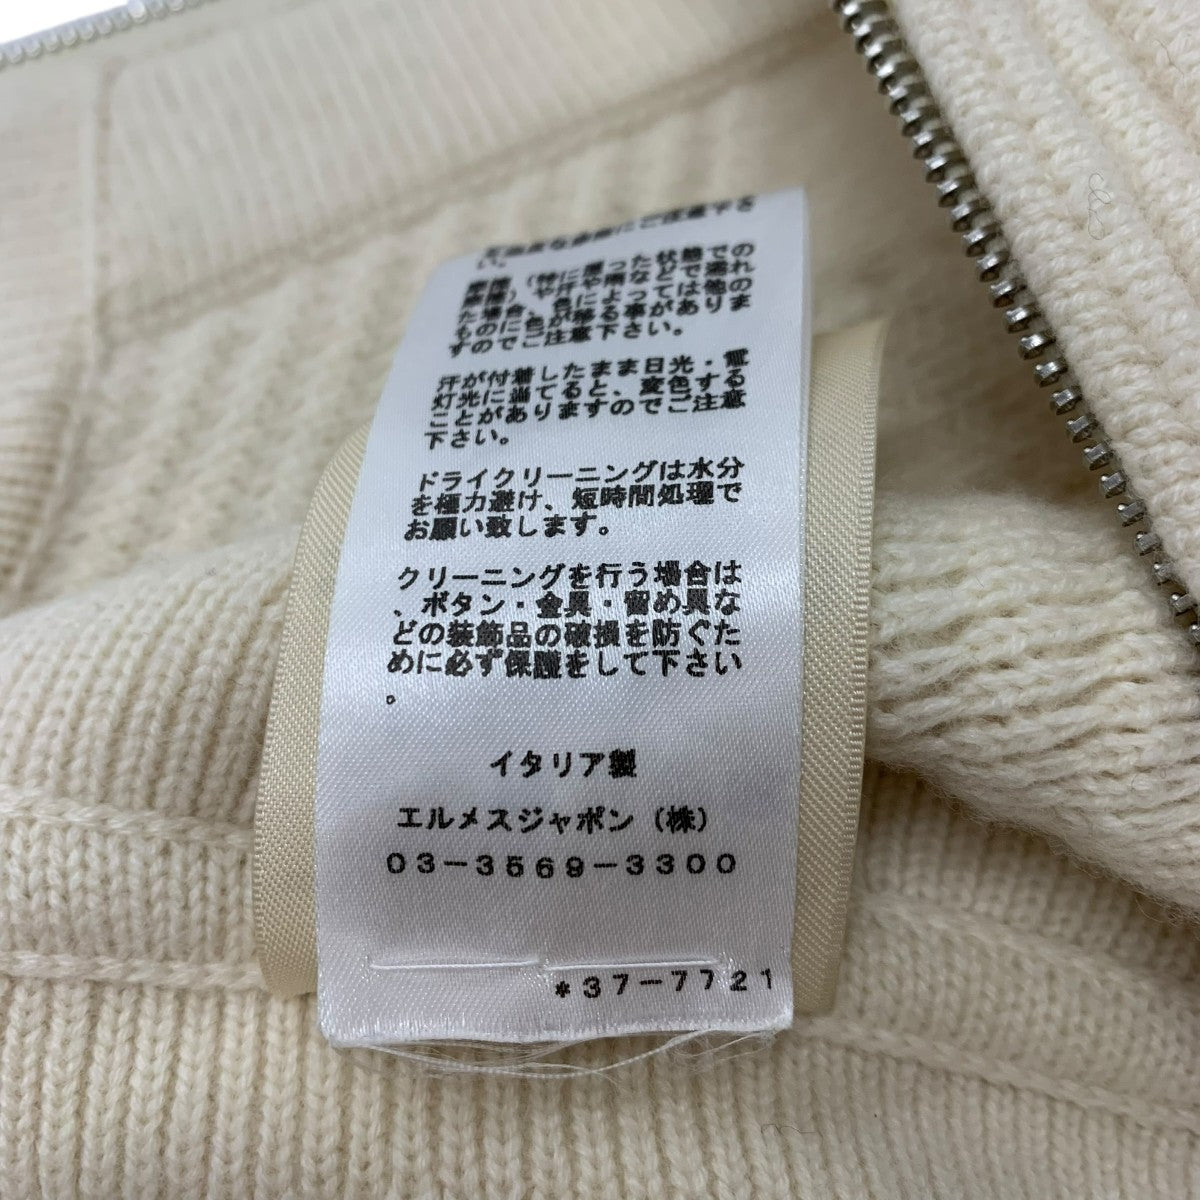 にご注意下さ
い。
摩擦（特に湿った状態での
摩擦）や汗や雨などで濡れ
た場合、色によっては他の
ものに色が移る事がありま
すのでご注意下さい。
汗が付着したまま日光・電
灯光に当てると、変色する
ことがありますのでご注意
下さい。
ドライクリーニングは水分
を極力避け、短時間処理で
お願い致します。
クリーニングを行う場合は
、ボタン・金具・留め具な
どの装飾品の破損を防ぐた
めに必ず保護をして下さい
。
イタリア製
エルメスジャポン（株）
03-3569-3300
*37-7721